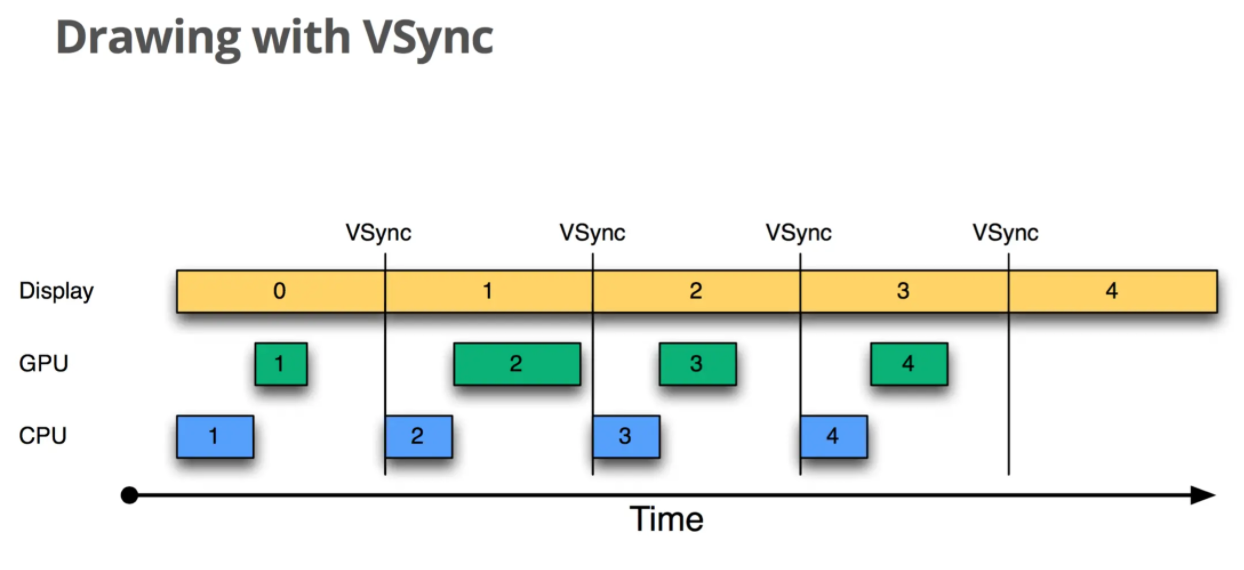 Drawing with VSync
VSync VSync VSync VSync
Display 0 1 2 3 4
GPU 1 2 3 4
CPU 1 2 3 4
Time